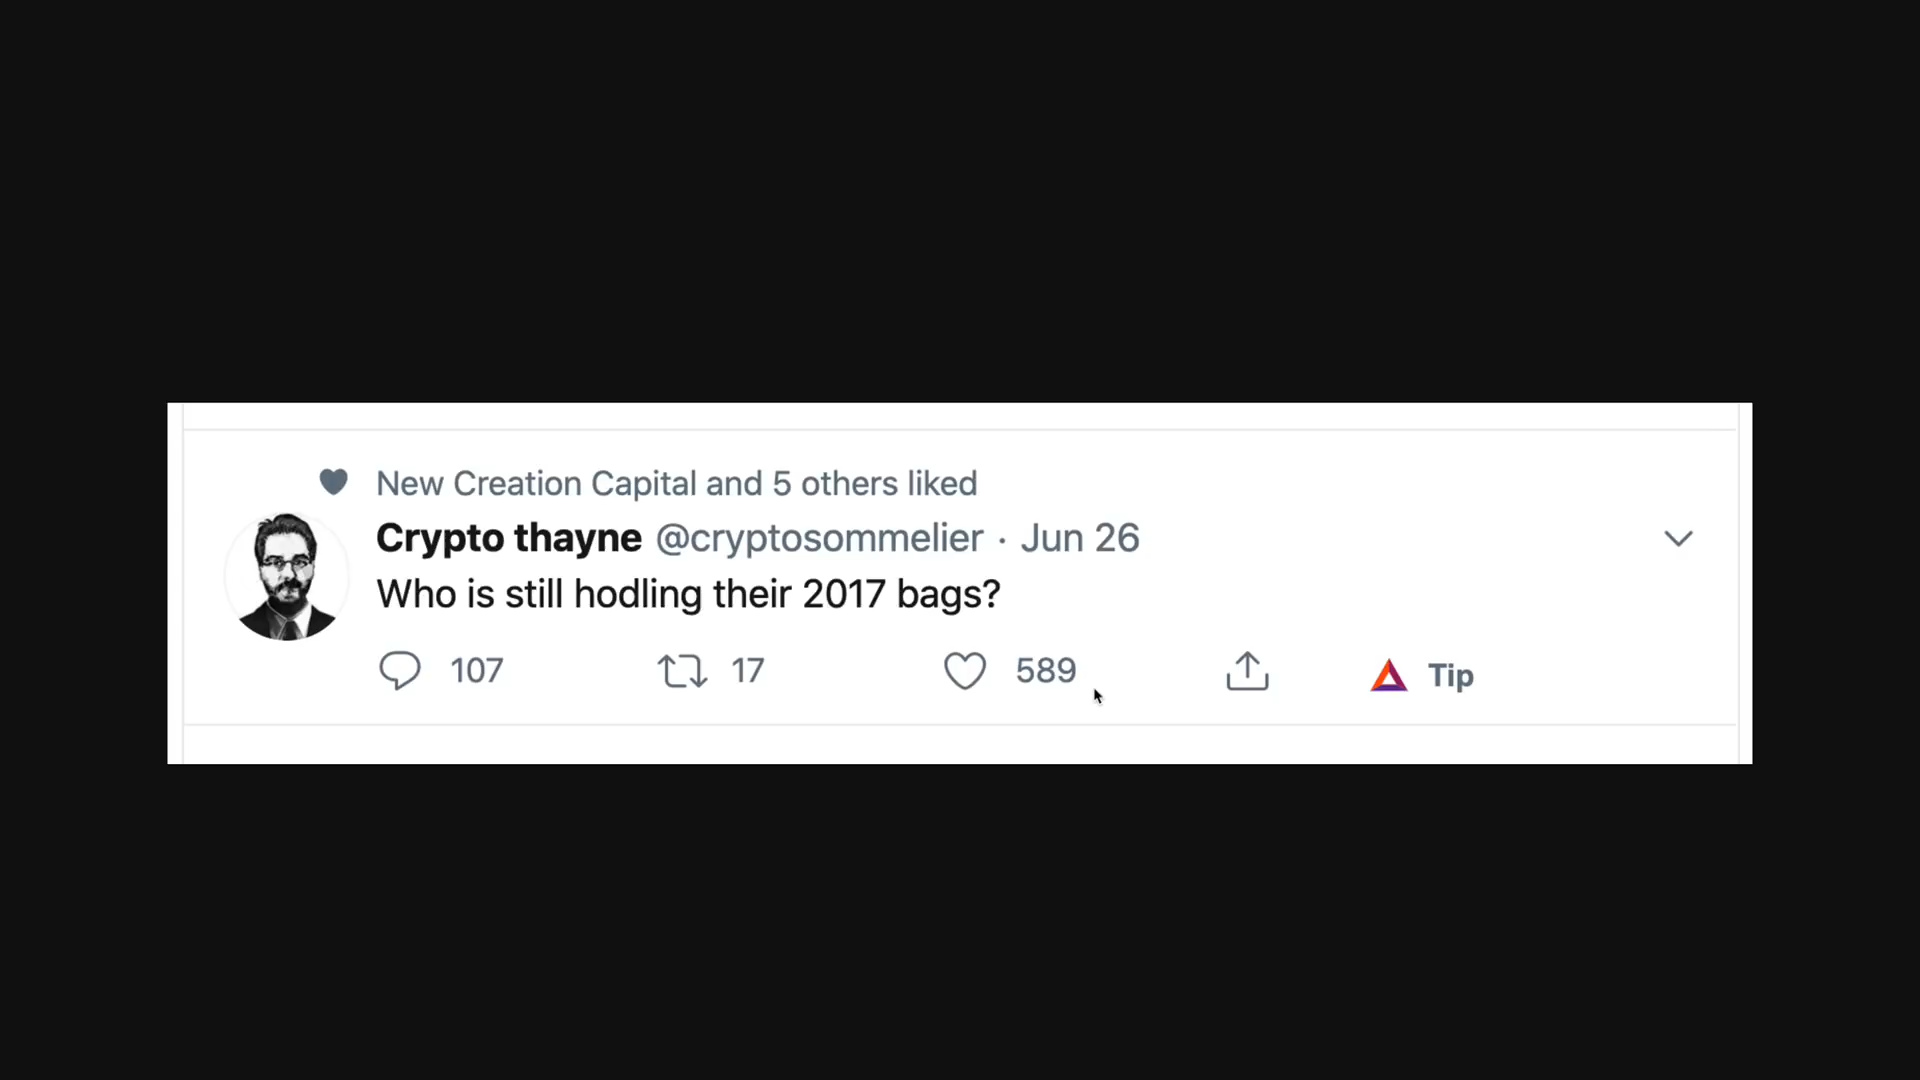 New Creation Capital and 5 others liked
Crypto thayne @cryptosommelier · Jun 26
Who is still hodling their 2017 bags?
107 17 589 Tip